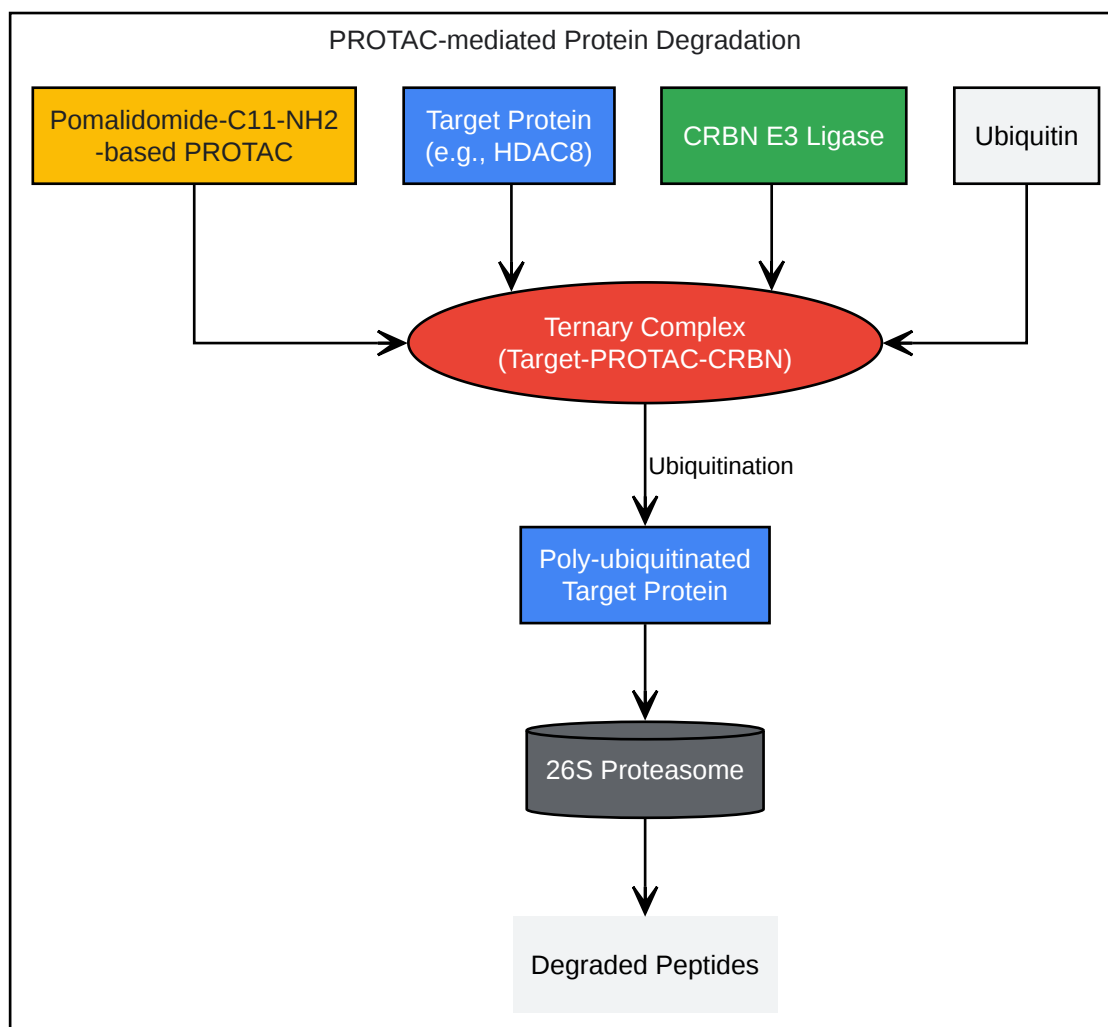 PROTAC-mediated Protein Degradation
Pomalidomide-C11-NH2
-based PROTAC
Target Protein
(e.g., HDAC8)
CRBN E3 Ligase
Ubiquitin
Ternary Complex
(Target-PROTAC-CRBN)
Ubiquitination
Poly-ubiquitinated
Target Protein
26S Proteasome
Degraded Peptides